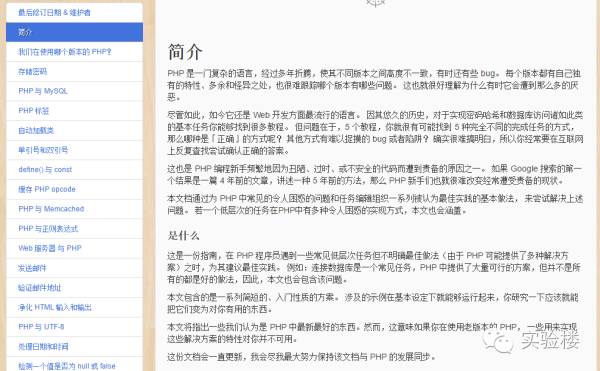 最后修订日期 & 维护者
简介
我们在使用哪个版本的 PHP?
存储密码
PHP 与 MySQL
PHP 标签
自动加载类
单引号和双引号
define() 与 const
缓存 PHP opcode
PHP 与 Memcached
PHP 与正则表达式
Web 服务器 与 PHP
发送邮件
验证邮件地址
净化 HTML 输入和输出
PHP 与 UTF-8
处理日期和时间
检测一个值是否为 null 或 false
简介
PHP 是一门复杂的语言，经过多年折腾，使其不同版本之间高度不一致，有时还有些 bug。 每个版本都有自己独
有的特性、多余和怪异之处，也很难跟踪哪个版本有哪些问题。 这也就很好理解为什么有时它会遭到那么多的厌
恶。
尽管如此，如今它还是 Web 开发方面最流行的语言。 因其悠久的历史，对于实现密码哈希和数据库访问诸如此类
的基本任务你能够找到很多教程。 但问题在于，5 个教程，你就很有可能找到 5 种完全不同的完成任务的方式，
那么哪种是「正确」的方式呢？ 其他方式有难以捉摸的 bug 或者陷阱？ 确实很难搞明白，所以你经常要在互联网
上反复查找尝试确认正确的答案。
这也是 PHP 编程新手频繁地因为丑陋、过时、或不安全的代码而遭到责备的原因之一。 如果 Google 搜索的第一
个结果是一篇 4 年前的文章，讲述一种 5 年前的方法，那么 PHP 新手们也就很难改变经常遭受责备的现状。
本文档通过为 PHP 中常见的令人困惑的问题和任务编辑组织一系列被认为最佳实践的基本做法， 来尝试解决上述
问题。 若一个低层次的任务在PHP中有多种令人困惑的实现方式，本文也会涵盖。
是什么
这是一份指南，在 PHP 程序员遇到一些常见低层次任务但不明确最佳做法（由于 PHP 可能提供了多种解决方
案）之时，为其建议最佳实践。 例如：连接数据库是一个常见任务，PHP 中提供了大量可行的方案，但并不是所
有的都是好的做法，因此，本文也会包含该问题。
本文包含的是一系列简短的、入门性质的方案。 涉及的示例在基本设定下就能够运行起来，你研究一下应该就能
把它们变为对你有用的东西。
本文将指出一些我们认为是 PHP 中最新最好的东西。然而，这意味如果你在使用老版本的 PHP， 一些用来实现
这些解决方案的特性对你并不可用。
这份文档会一直更新，我会尽我最大努力保持该文档与 PHP 的发展同步。
实验楼